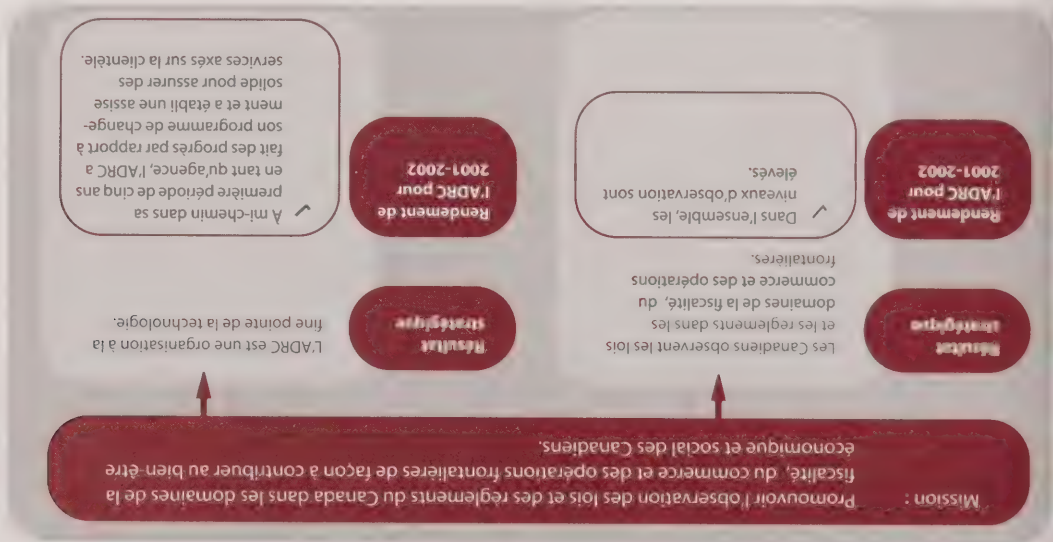 Mission : Promouvoir l'observation des lois et des règlements du Canada dans les domaines de la
fiscalité, du commerce et des opérations frontalières de façon à contribuer au bien-être
économique et social des Canadiens.
Résultat
stratégique
Les Canadiens observent les lois
et les reglements dans les
domaines de la fiscalité, du
commerce et des opérations
frontalières.
Rendement de
l'ADRC pour
2001-2002
✓ Dans l'ensemble, les
niveaux d'observation sont
élevés.
Résultat
stratégique
L'ADRC est une organisation à la
fine pointe de la technologie.
Rendement de
l'ADRC pour
2001-2002
✓ À mi-chemin dans sa
première période de cinq ans
en tant qu'agence, l'ADRC a
fait des progrès par rapport à
son programme de change-
ment et a établi une assise
solide pour assurer des
services axés sur la clientèle.